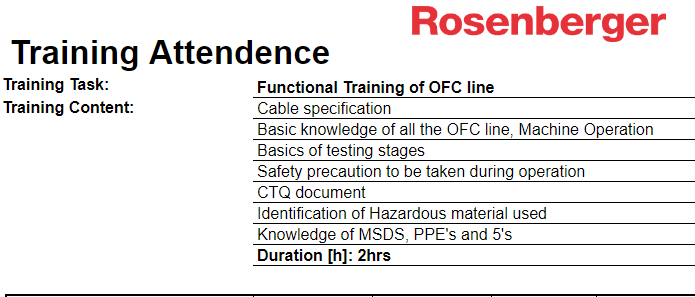 Rosenberger
Training Attendence
Training Task: Functional Training of OFC line
Training Content: Cable specification
Basic knowledge of all the OFC line, Machine Operation
Basics of testing stages
Safety precaution to be taken during operation
CTQ document
Identification of Hazardous material used
Knowledge of MSDS, PPE's and 5's
Duration [h]: 2hrs